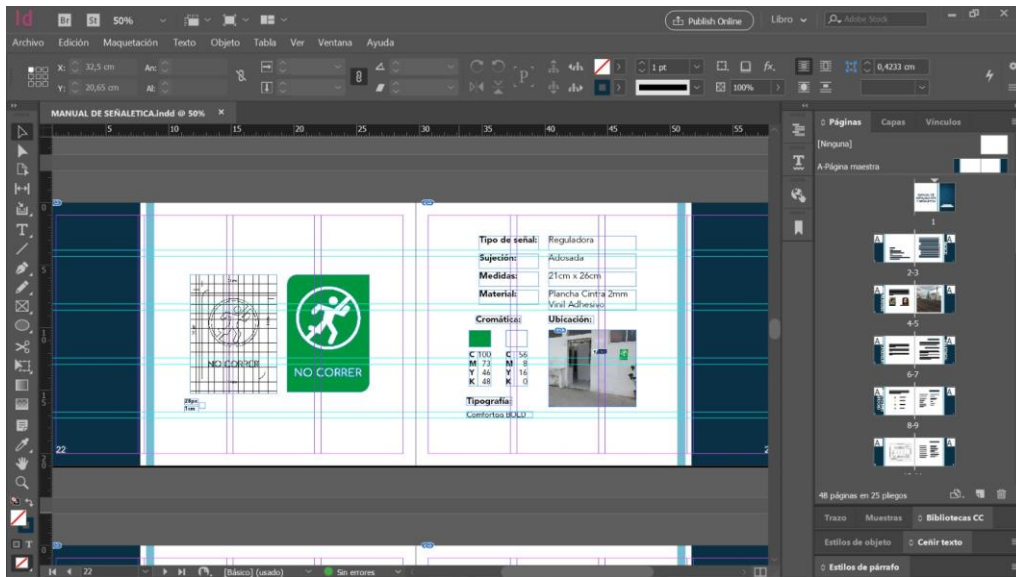 Id Br St 50% Publish Online Libro Adobe Stock
Archivo Edición Maquetación Texto Objeto Tabla Ver Ventana Ayuda
X: 32,5 cm An: 1 pt fx. 0,4233 cm
Y: 20,65 cm Al: P 100%
MANUAL DE SEÑALETICA.indd @ 50% ×
5 10 15 20 25 30 35 40 45 50 55
Páginas Capas Vínculos
[Ninguna]
A-Página maestra
1
2-3
4-5
6-7
8-9
48 páginas en 25 pliegos
Trazo Muestras Bibliotecas CC
Estilos de objeto Ceñir texto
Estilos de párrafo
Tipo de señal: Reguladora
Sujeción: Adosada
Medidas: 21cm x 26cm
Material: Plancha Cintra 2mm
Vinil Adhesivo
Cromática: Ubicación:
C 100 C 56
M 73 M 8
Y 46 Y 16
K 48 K 0
Tipografía:
Comfortaa BOLD
NO CORRER
NO CORRER
28px
1cm
22
22 [Básico] (usado) Sin errores